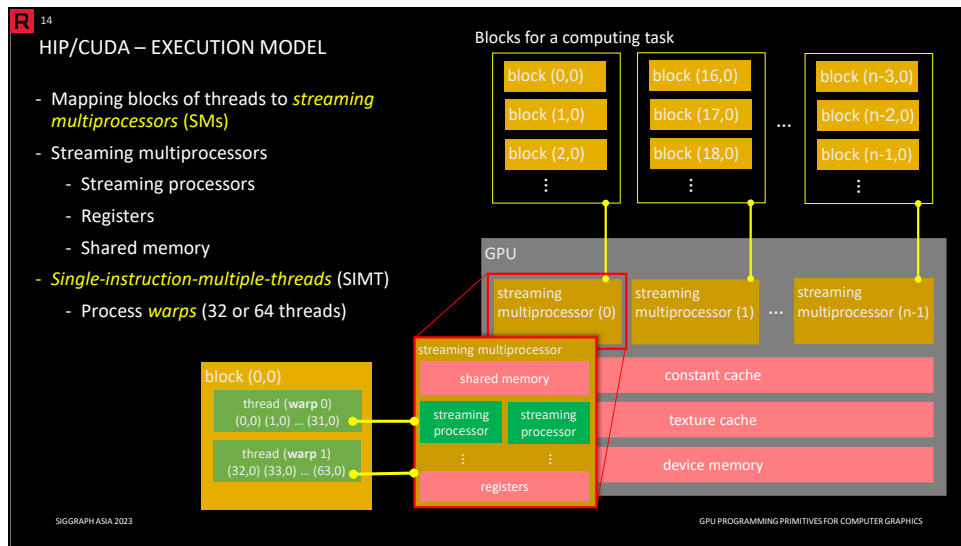 R
14
HIP/CUDA – EXECUTION MODEL
- Mapping blocks of threads to streaming
multiprocessors (SMs)
- Streaming multiprocessors
- Streaming processors
- Registers
- Shared memory
- Single-instruction-multiple-threads (SIMT)
- Process warps (32 or 64 threads)
Blocks for a computing task
block (0,0)
block (1,0)
block (2,0)
⋮
block (16,0)
block (17,0)
block (18,0)
⋮
...
block (n-3,0)
block (n-2,0)
block (n-1,0)
⋮
GPU
streaming
multiprocessor (0)
streaming
multiprocessor (1)
...
streaming
multiprocessor (n-1)
constant cache
texture cache
device memory
streaming multiprocessor
shared memory
streaming
processor
streaming
processor
⋮ ⋮
registers
block (0,0)
thread (warp 0)
(0,0) (1,0) ... (31,0)
thread (warp 1)
(32,0) (33,0) ... (63,0)
SIGGRAPH ASIA 2023
GPU PROGRAMMING PRIMITIVES FOR COMPUTER GRAPHICS